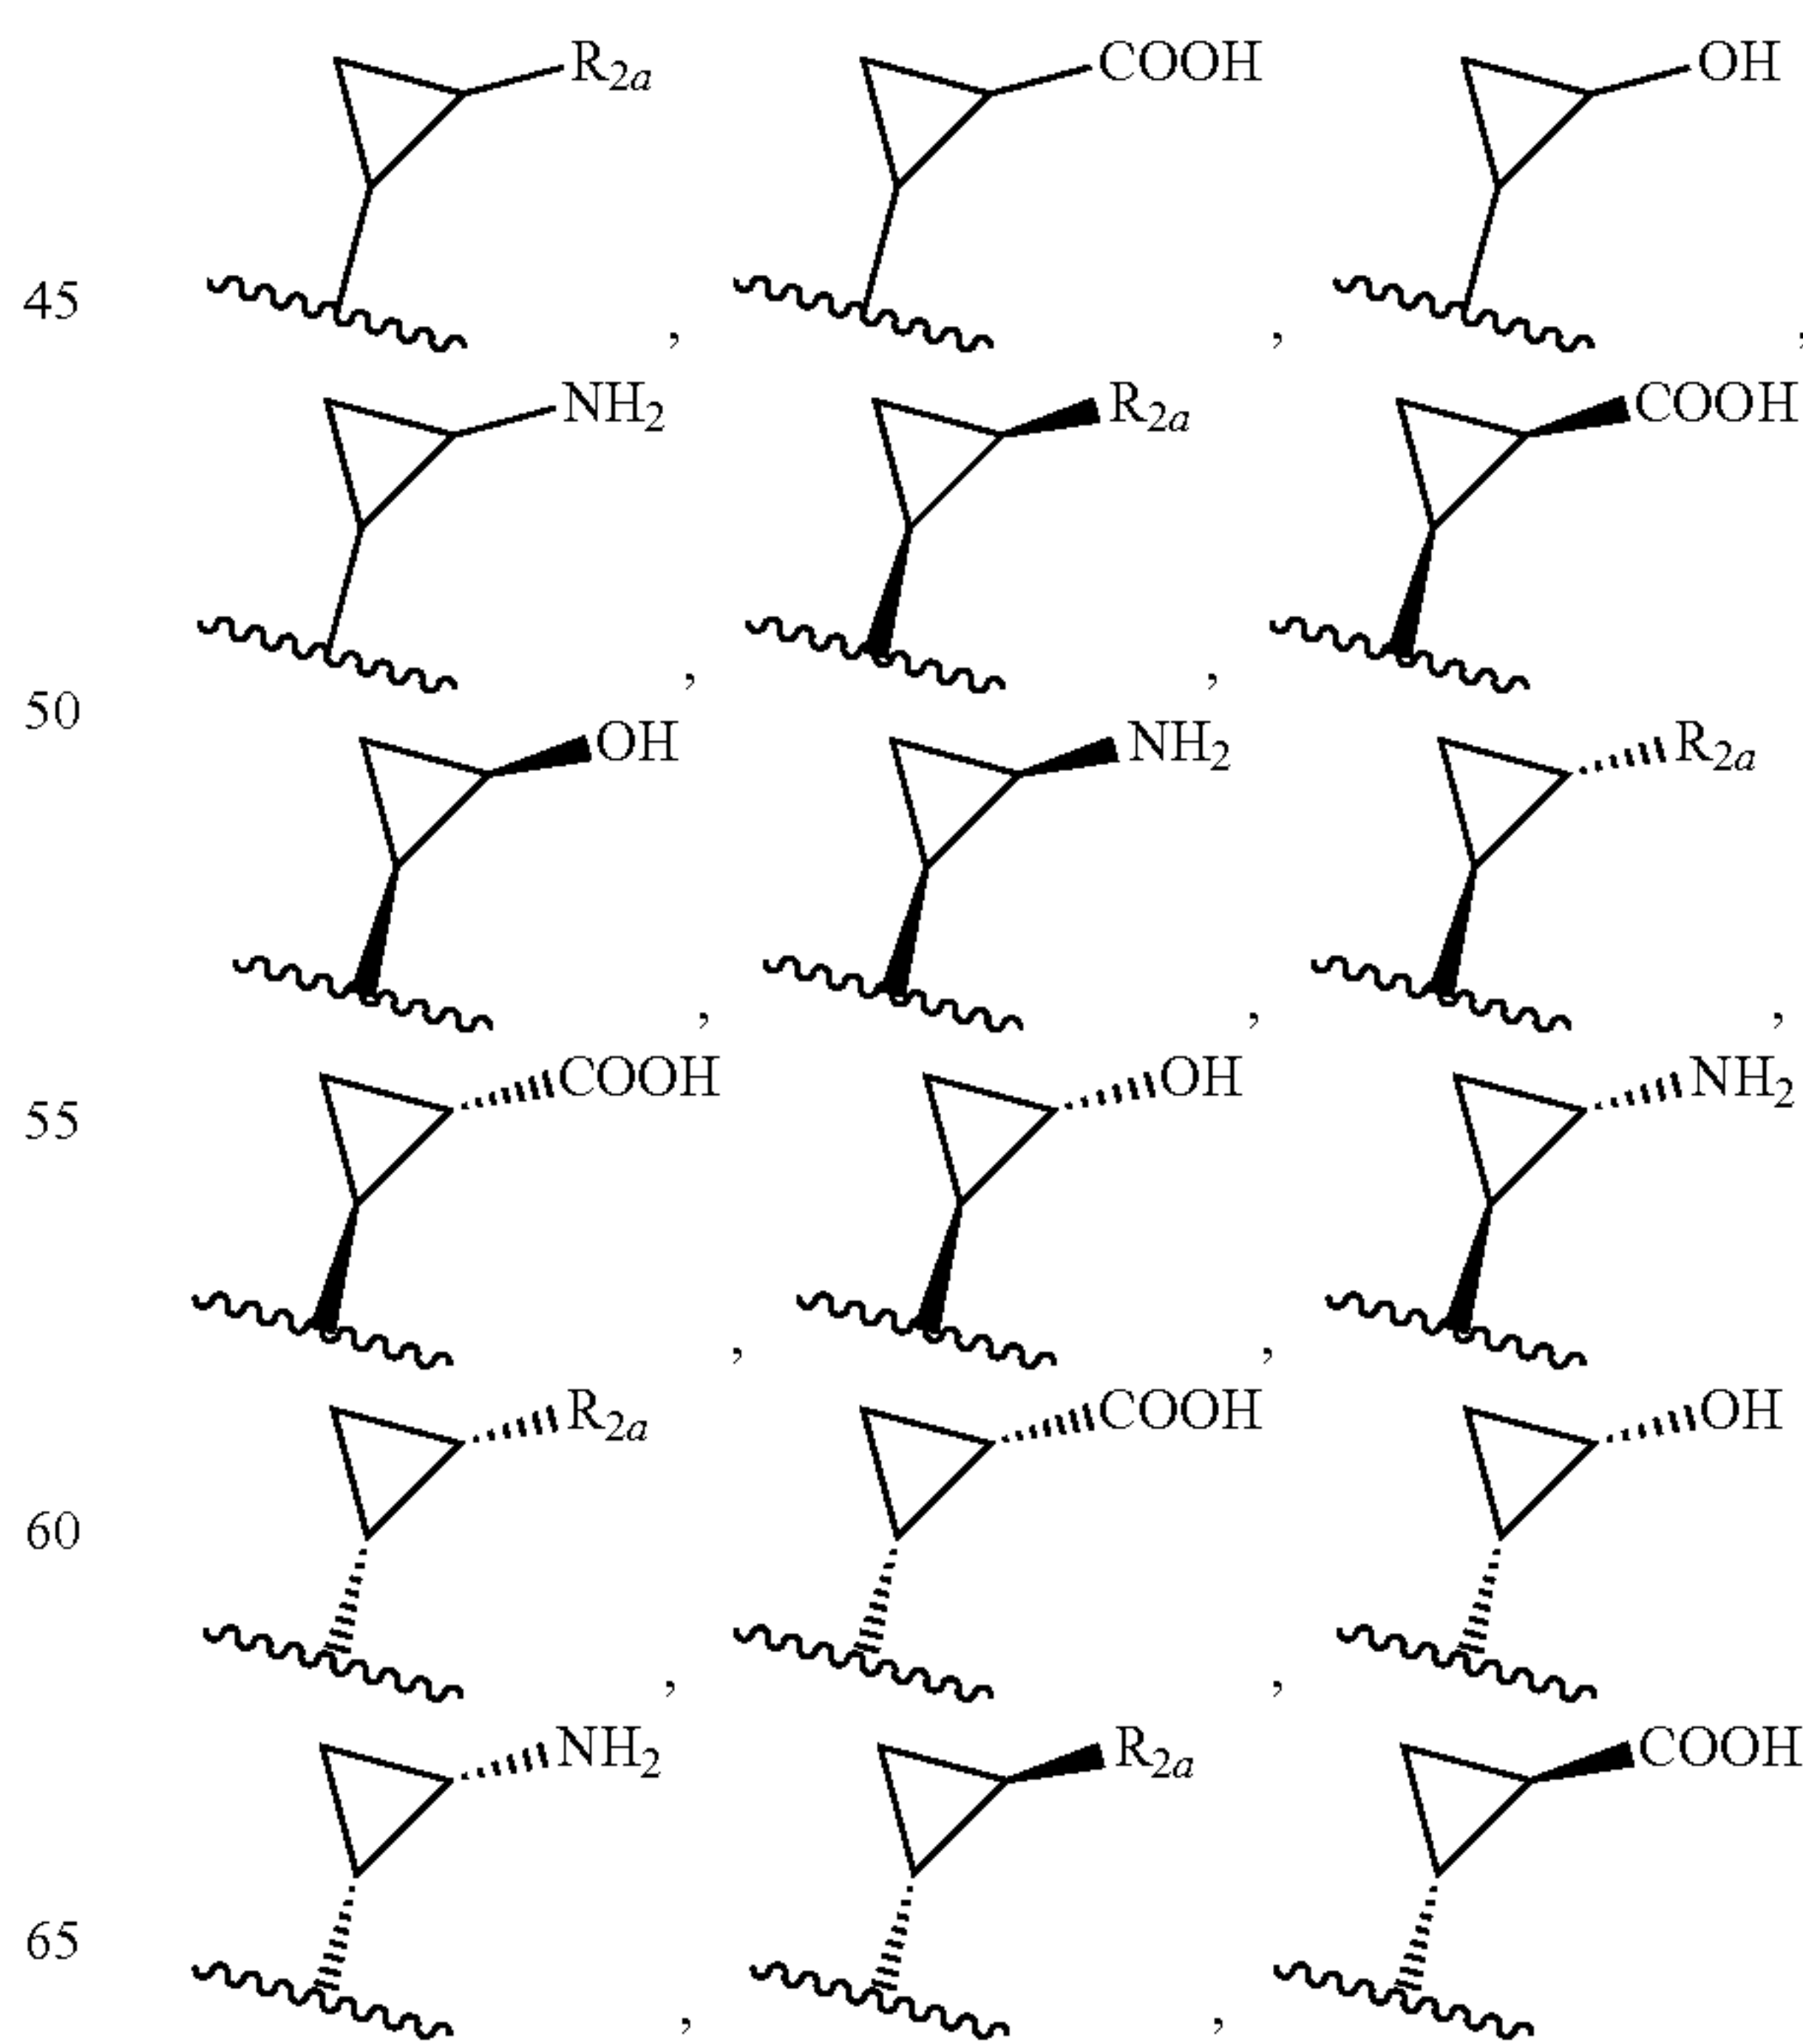 R2a COOH OH
45 , , ,
NH2 R2a COOH
, ,
50
OH NH2 R2a
, , ,
COOH OH NH2
55
, ,
R2a COOH OH
60
, ,
NH2 R2a COOH
65
, ,